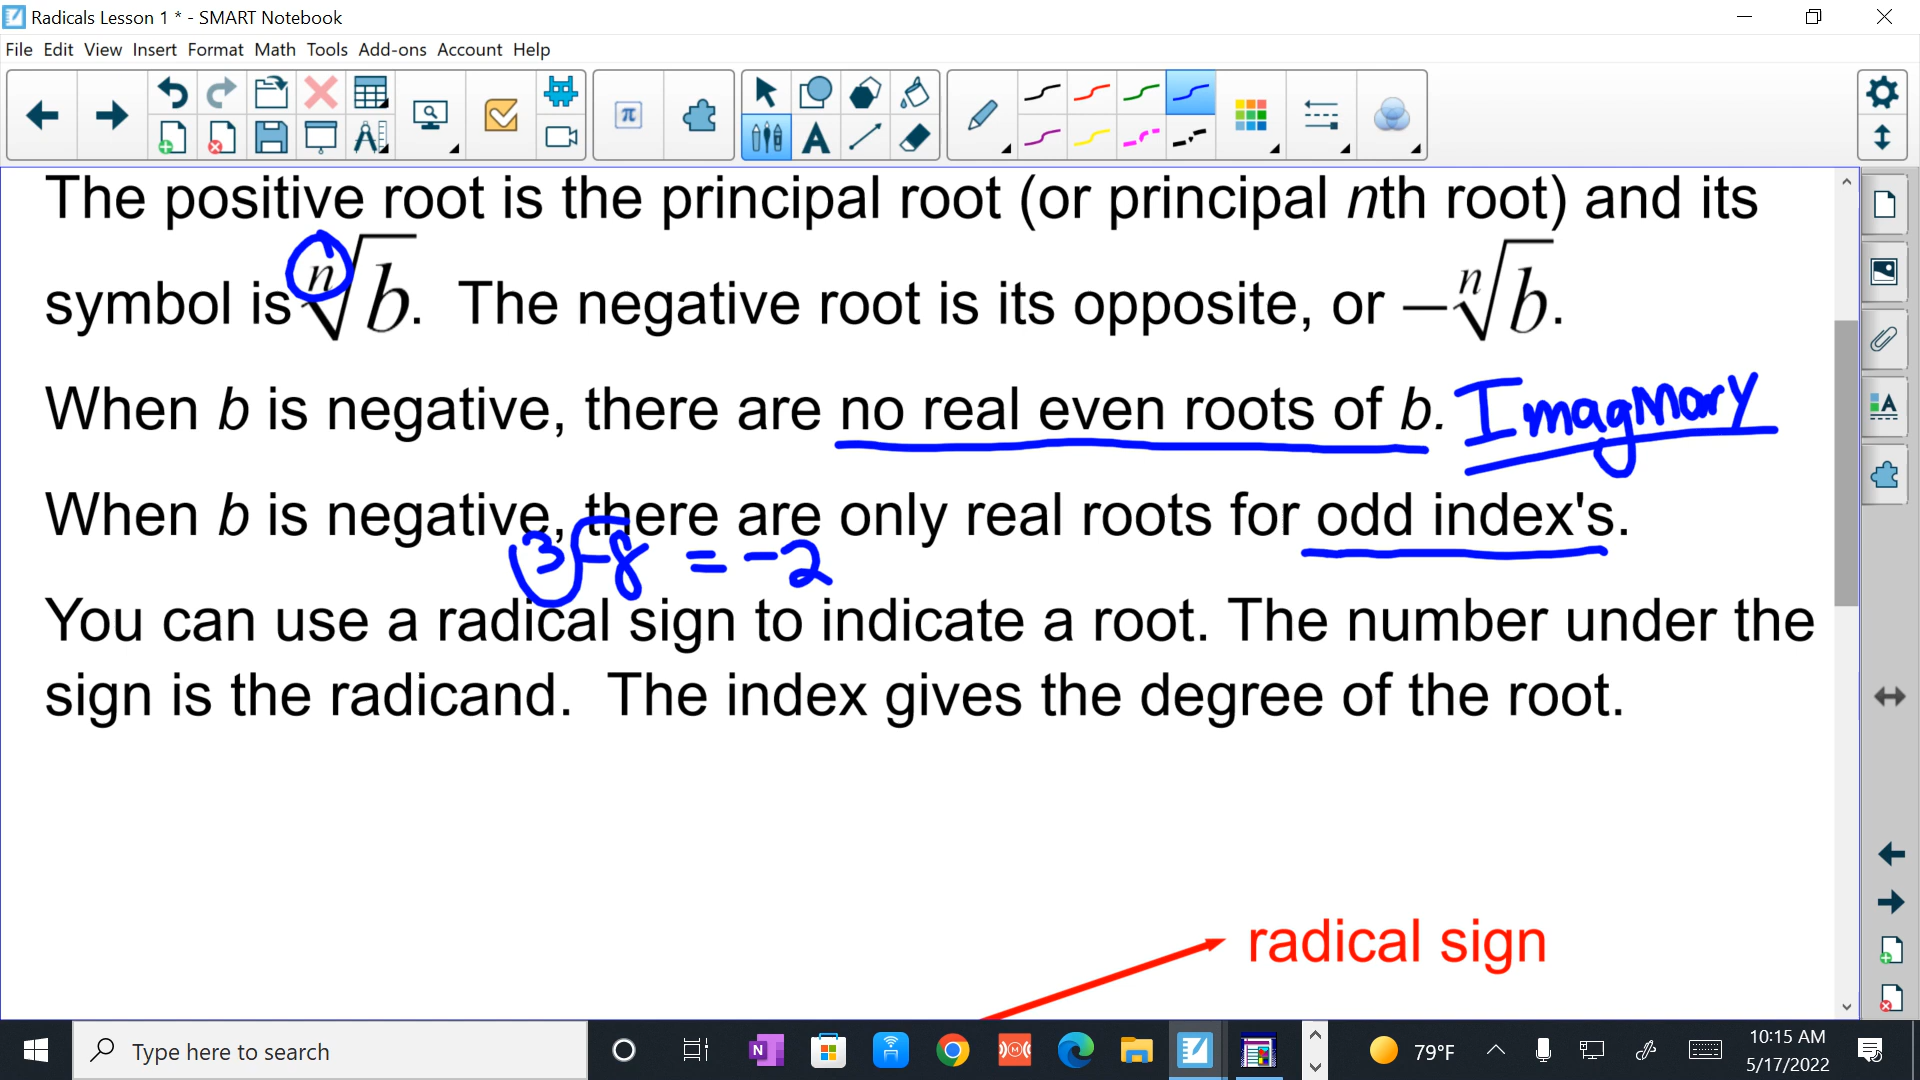 Radicals Lesson 1 * - SMART Notebook
File Edit View Insert Format Math Tools Add-ons Account Help
The positive root is the principal root (or principal nth root) and its
symbol is ⁿ√b. The negative root is its opposite, or −ⁿ√b.
When b is negative, there are no real even roots of b. Imaginary
When b is negative, there are only real roots for odd index's.
³√-8 = -2
You can use a radical sign to indicate a root. The number under the
sign is the radicand. The index gives the degree of the root.
radical sign
Type here to search
79°F
10:15 AM
5/17/2022